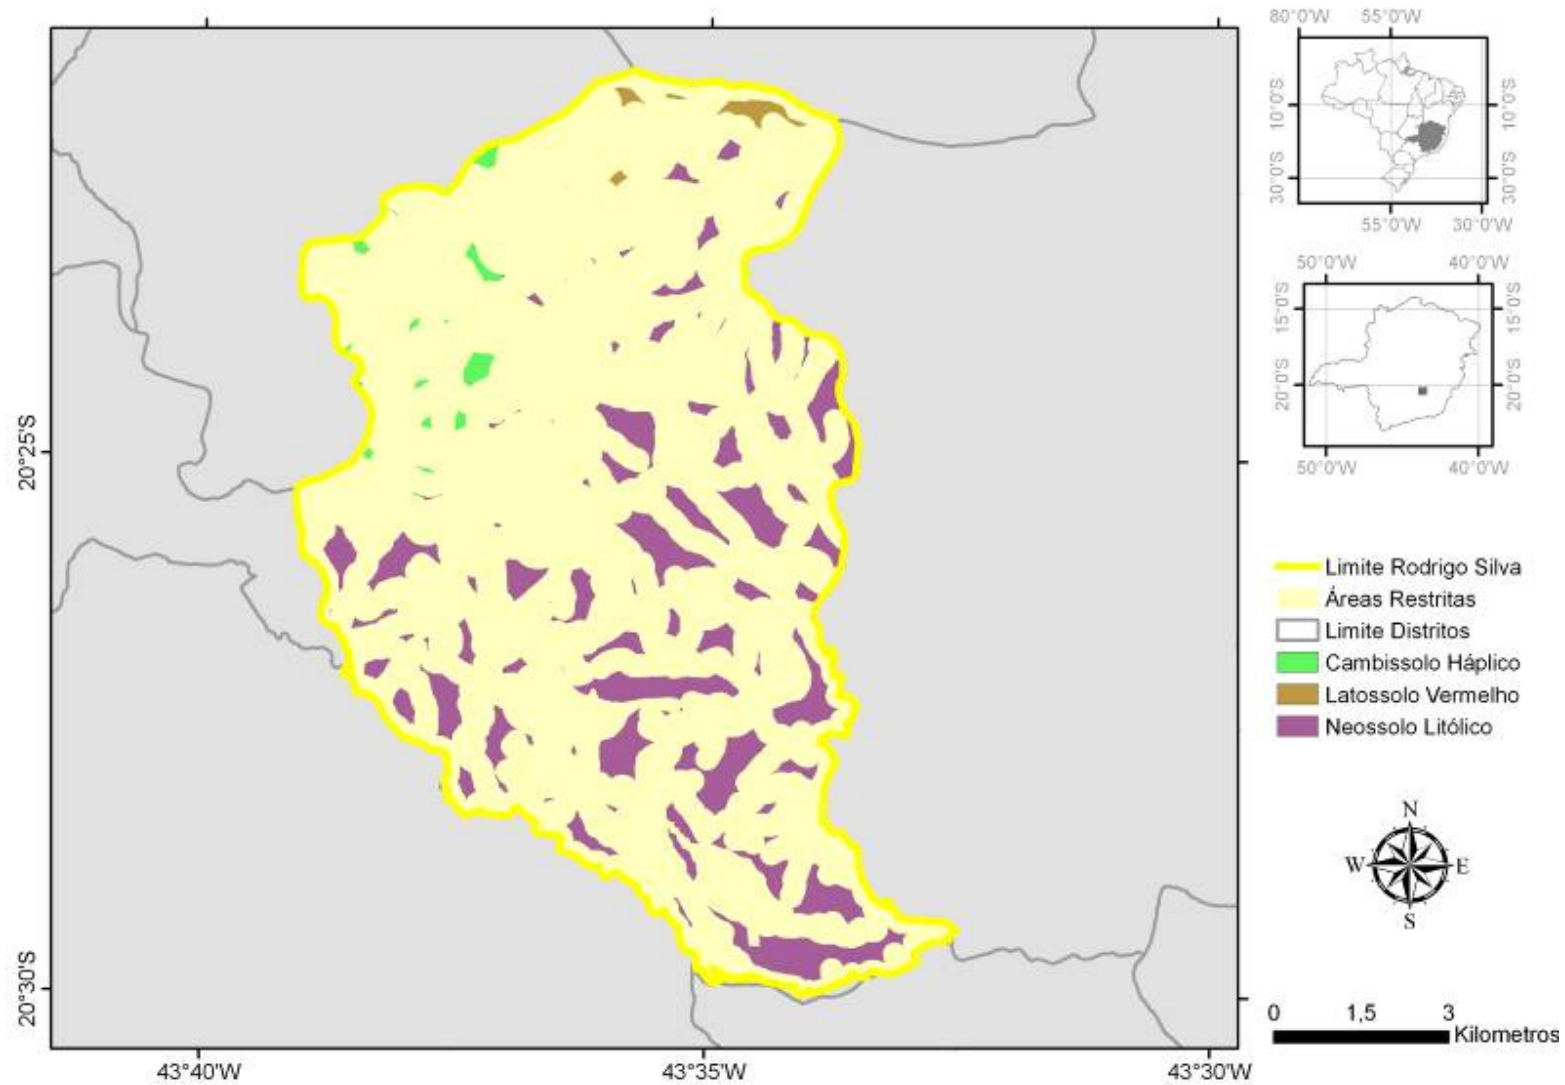 20°25'S
20°30'S
43°40'W
43°35'W
43°30'W
80°0'W
55°0'W
10°0'S
10°0'S
30°0'S
30°0'S
55°0'W
30°0'W
50°0'W
40°0'W
15°0'S
15°0'S
20°0'S
20°0'S
50°0'W
40°0'W
Limite Rodrigo Silva
Áreas Restritas
Limite Distritos
Cambissolo Háplico
Latossolo Vermelho
Neossolo Litólico
N
W
E
S
0 1,5 3
Kilometros